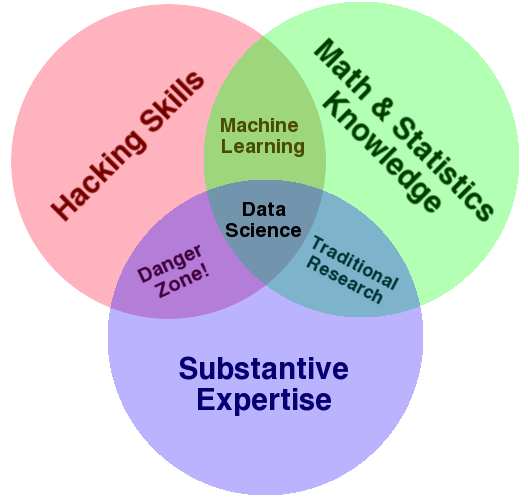 Hacking Skills
Math & Statistics
Knowledge
Machine
Learning
Data
Science
Danger
Zone!
Traditional
Research
Substantive
Expertise